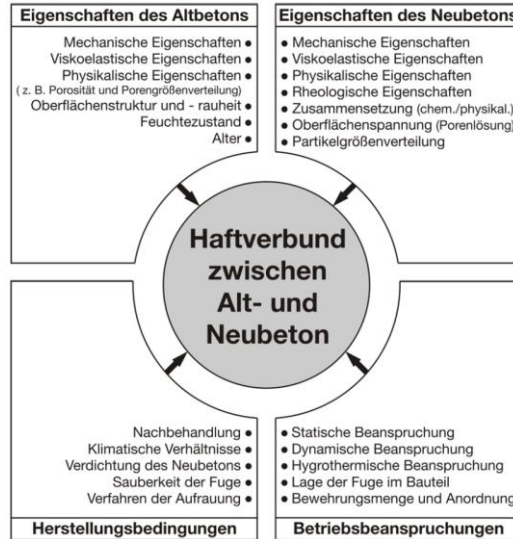 Eigenschaften des Altbetons
Mechanische Eigenschaften •
Viskoelastische Eigenschaften •
Physikalische Eigenschaften •
( z. B. Porosität und Porengrößenverteilung)
Oberflächenstruktur und - rauheit •
Feuchtezustand •
Alter •
Eigenschaften des Neubetons
• Mechanische Eigenschaften
• Viskoelastische Eigenschaften
• Physikalische Eigenschaften
• Rheologische Eigenschaften
• Zusammensetzung (chem./physikal.)
• Oberflächenspannung (Porenlösung)
• Partikelgrößenverteilung
Haftverbund
zwischen
Alt- und
Neubeton
Nachbehandlung •
Klimatische Verhältnisse •
Verdichtung des Neubetons •
Sauberkeit der Fuge •
Verfahren der Aufrauung •
Herstellungsbedingungen
• Statische Beanspruchung
• Dynamische Beanspruchung
• Hygrothermische Beanspruchung
• Lage der Fuge im Bauteil
• Bewehrungsmenge und Anordnung
Betriebsbeanspruchungen